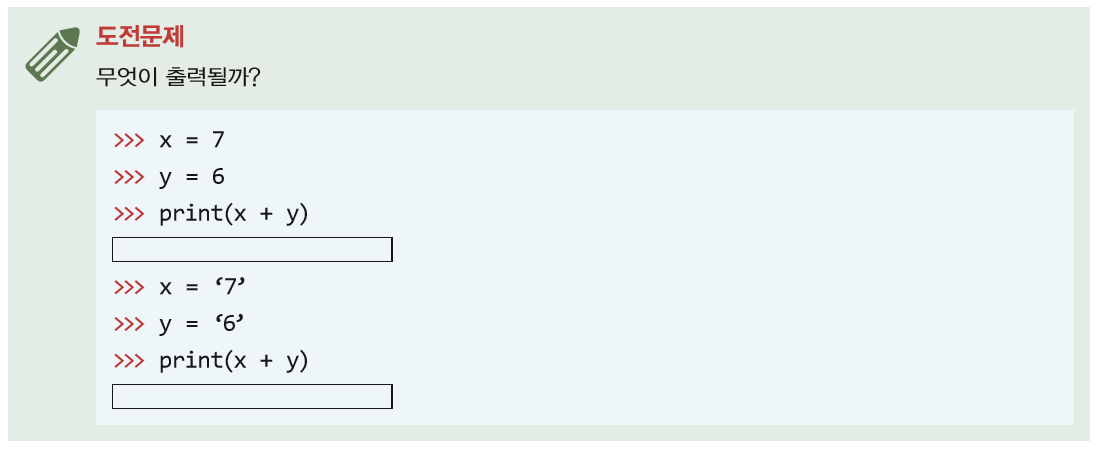 도전문제
무엇이 출력될까?
>>> x = 7
>>> y = 6
>>> print(x + y)
>>> x = ‘7’
>>> y = ‘6’
>>> print(x + y)